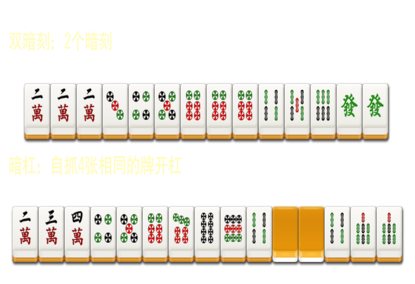 双暗刻：2个暗刻
二 二 二
萬 萬 萬 發 發
暗杠：自抓4张相同的牌开杠
二 三 四
萬 萬 萬